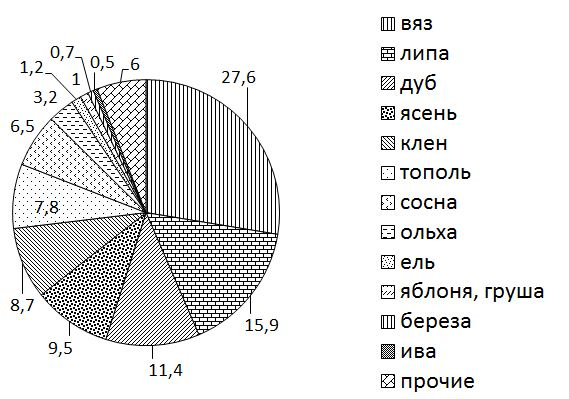 27,6
15,9
11,4
9,5
8,7
7,8
6,5
3,2
1,2
1
0,7
0,5
6
вяз
липа
дуб
ясень
клен
тополь
сосна
ольха
ель
яблоня, груша
береза
ива
прочие